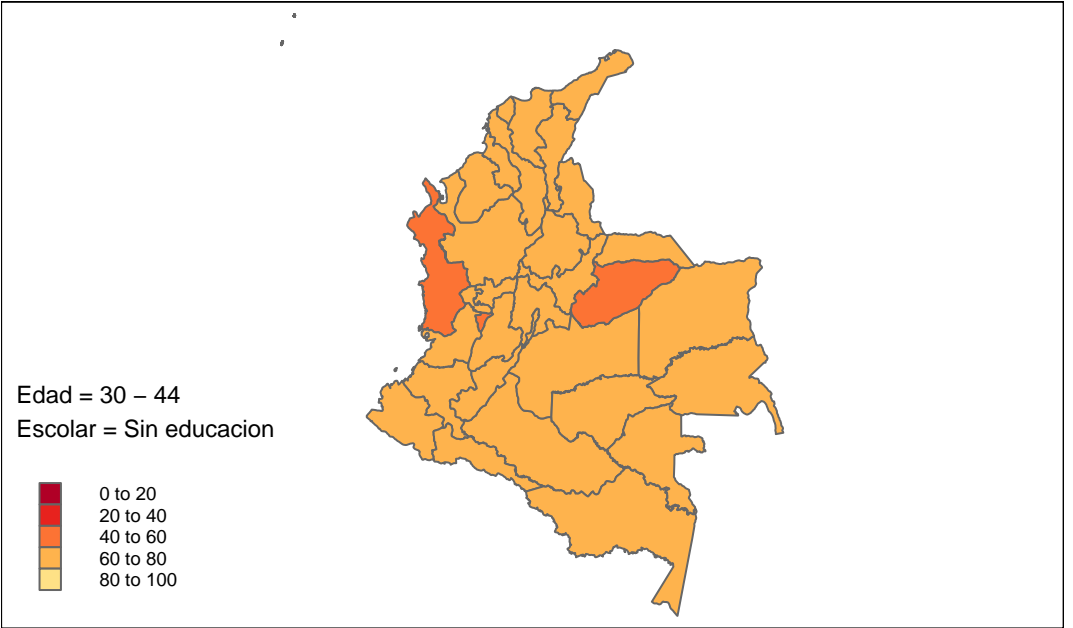 Edad = 30 – 44
Escolar = Sin educacion
0 to 20
20 to 40
40 to 60
60 to 80
80 to 100